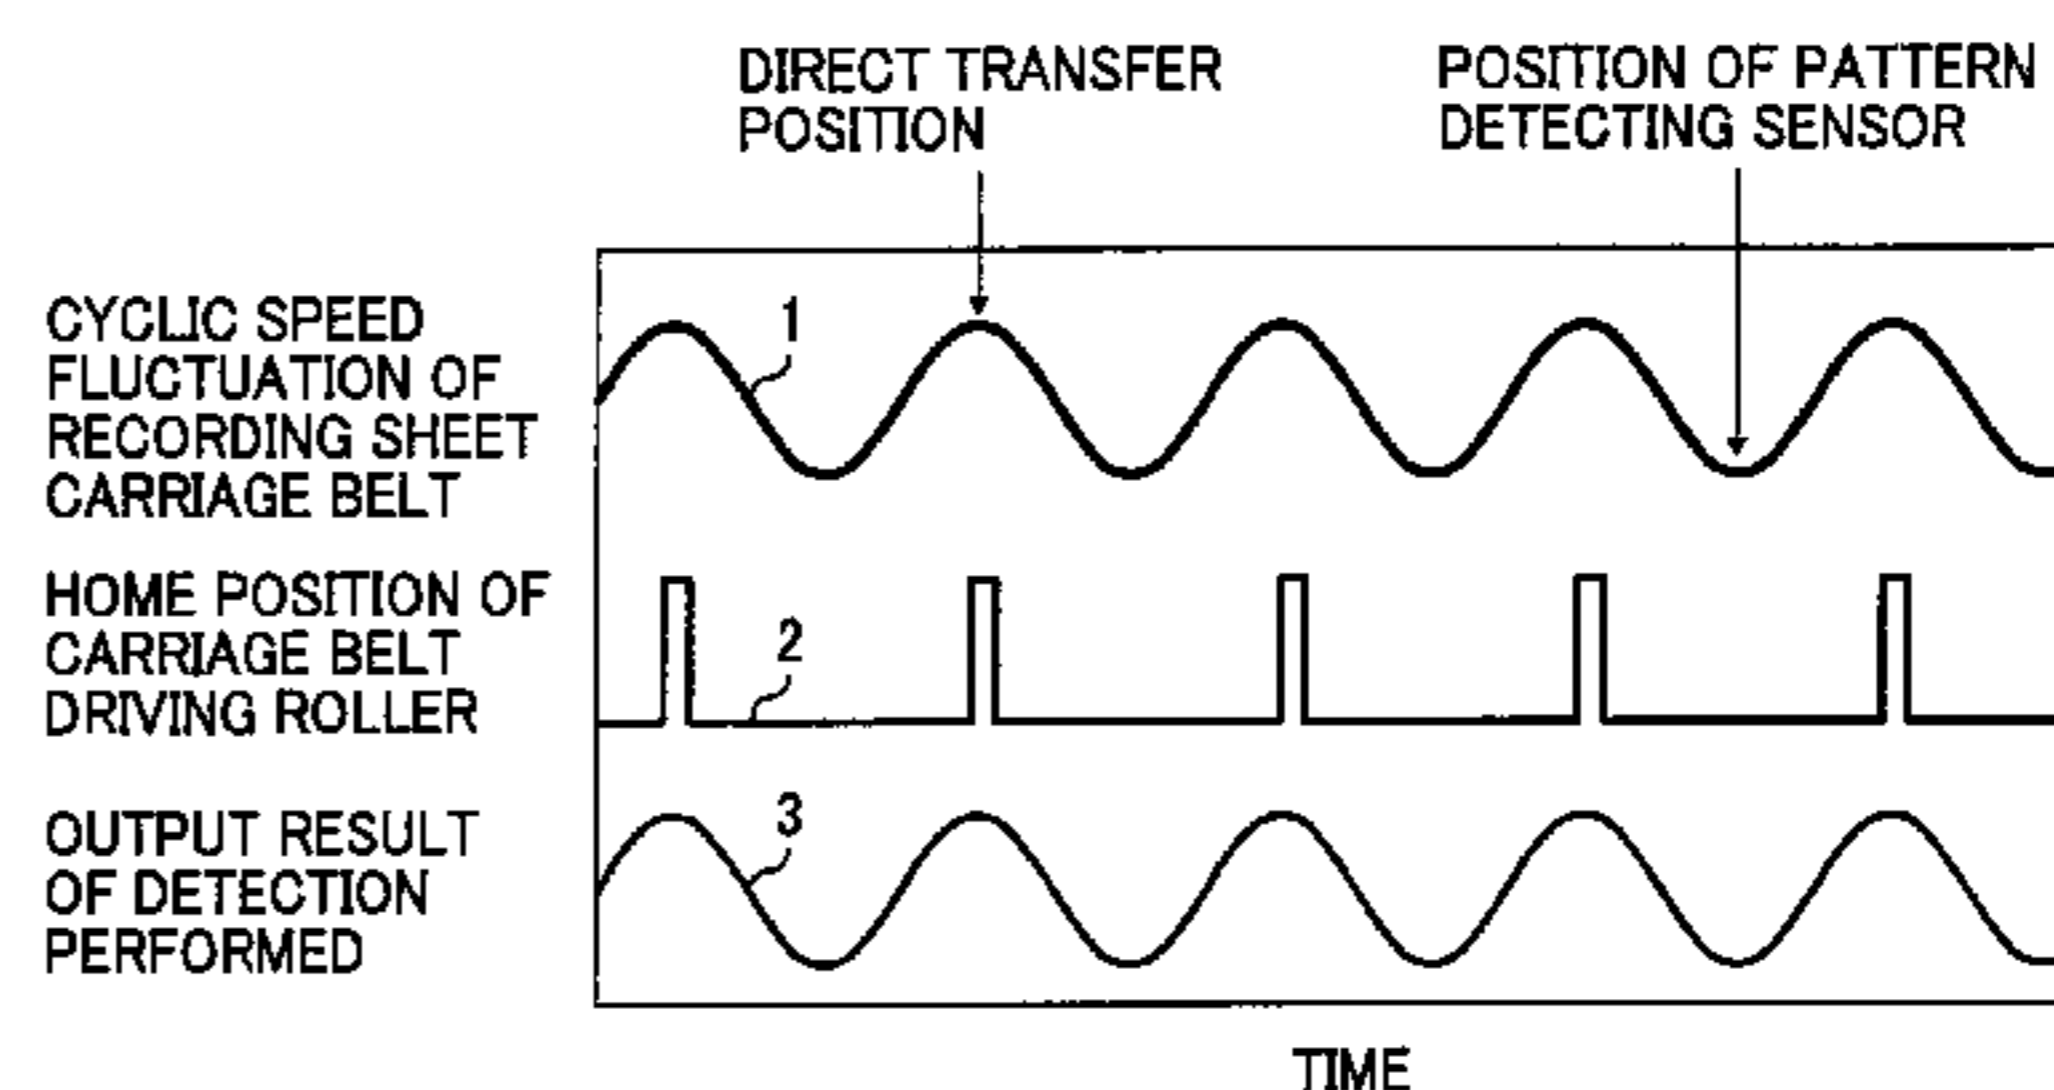 DIRECT TRANSFER
POSITION
POSITION OF PATTERN
DETECTING SENSOR
CYCLIC SPEED
FLUCTUATION OF
RECORDING SHEET
CARRIAGE BELT
1
HOME POSITION OF
CARRIAGE BELT
DRIVING ROLLER
2
OUTPUT RESULT
OF DETECTION
PERFORMED
3
TIME